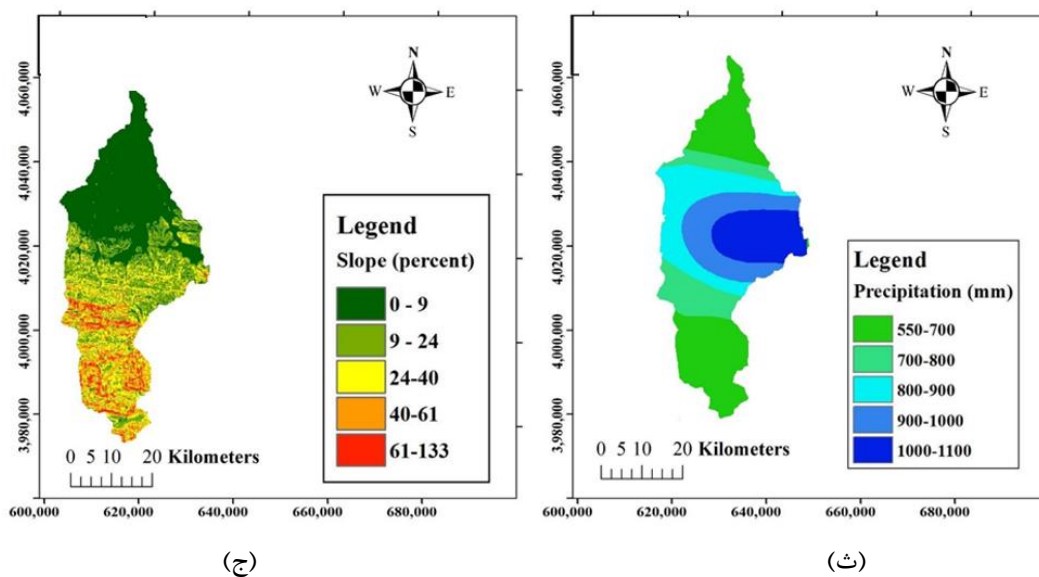 4,060,000
4,040,000
4,020,000
4,000,000
3,980,000
N
W E
S
Legend
Slope (percent)
0 - 9
9 - 24
24-40
40-61
61-133
0 5 10 20 Kilometers
600,000 620,000 640,000 660,000 680,000
(ج)
4,060,000
4,040,000
4,020,000
4,000,000
3,980,000
N
W E
S
Legend
Precipitation (mm)
550-700
700-800
800-900
900-1000
1000-1100
0 5 10 20 Kilometers
600,000 620,000 640,000 660,000 680,000
(ث)